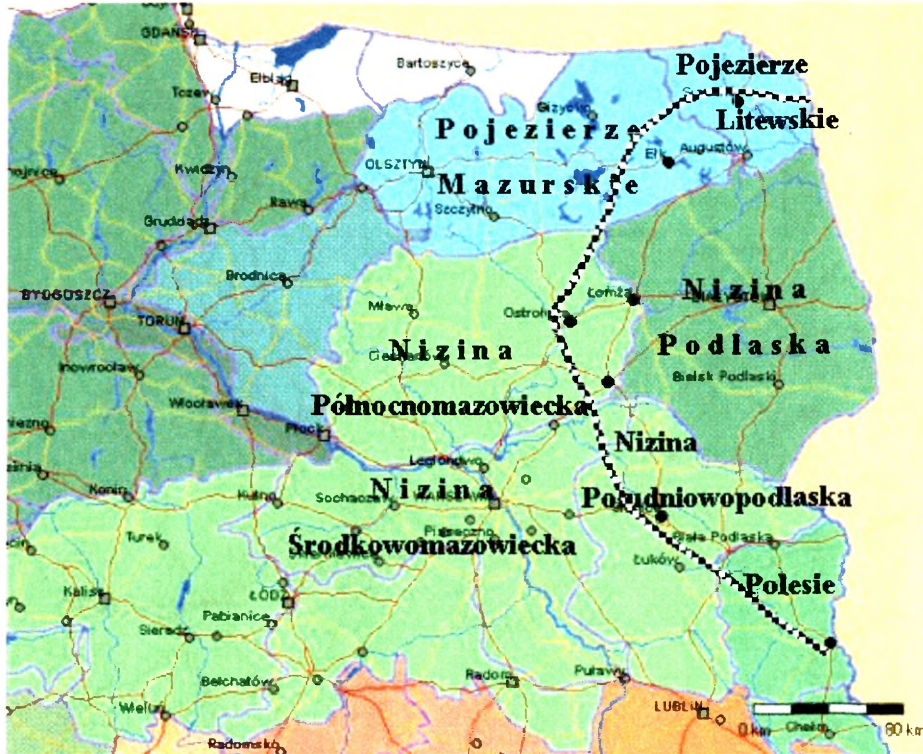 GDAŃSK
Elbląg
Bartoszyce
Pojezierze
Tczew
Giżycko
Litewskie
Pojezierze
Ełk
Augustów
OLSZTYN
Kwidzyn
Mazurskie
Szczytno
Iława
Grudziądz
Brodnica
Łomża
Nizina
BYDGOSZCZ
Mława
Ostrołęka
TORUŃ
Nizina
Podlaska
Ciechanów
Inowrocław
Bielsk Podlaski
Włocławek
Północnomazowiecka
Płock
Nizina
Legionowo
Nizina
Konin
Kutno
Sochaczew
WARSZAWA
Południowopodlaska
Turek
Piaseczno
Biała Podlaska
Środkowomazowiecka
Łuków
Kalisz
ŁÓDŹ
Polesie
Pabianice
Sieradz
Bełchatów
Radom
Puławy
Wieluń
LUBLIN
0 km
80 km
Radomsko
Chełm